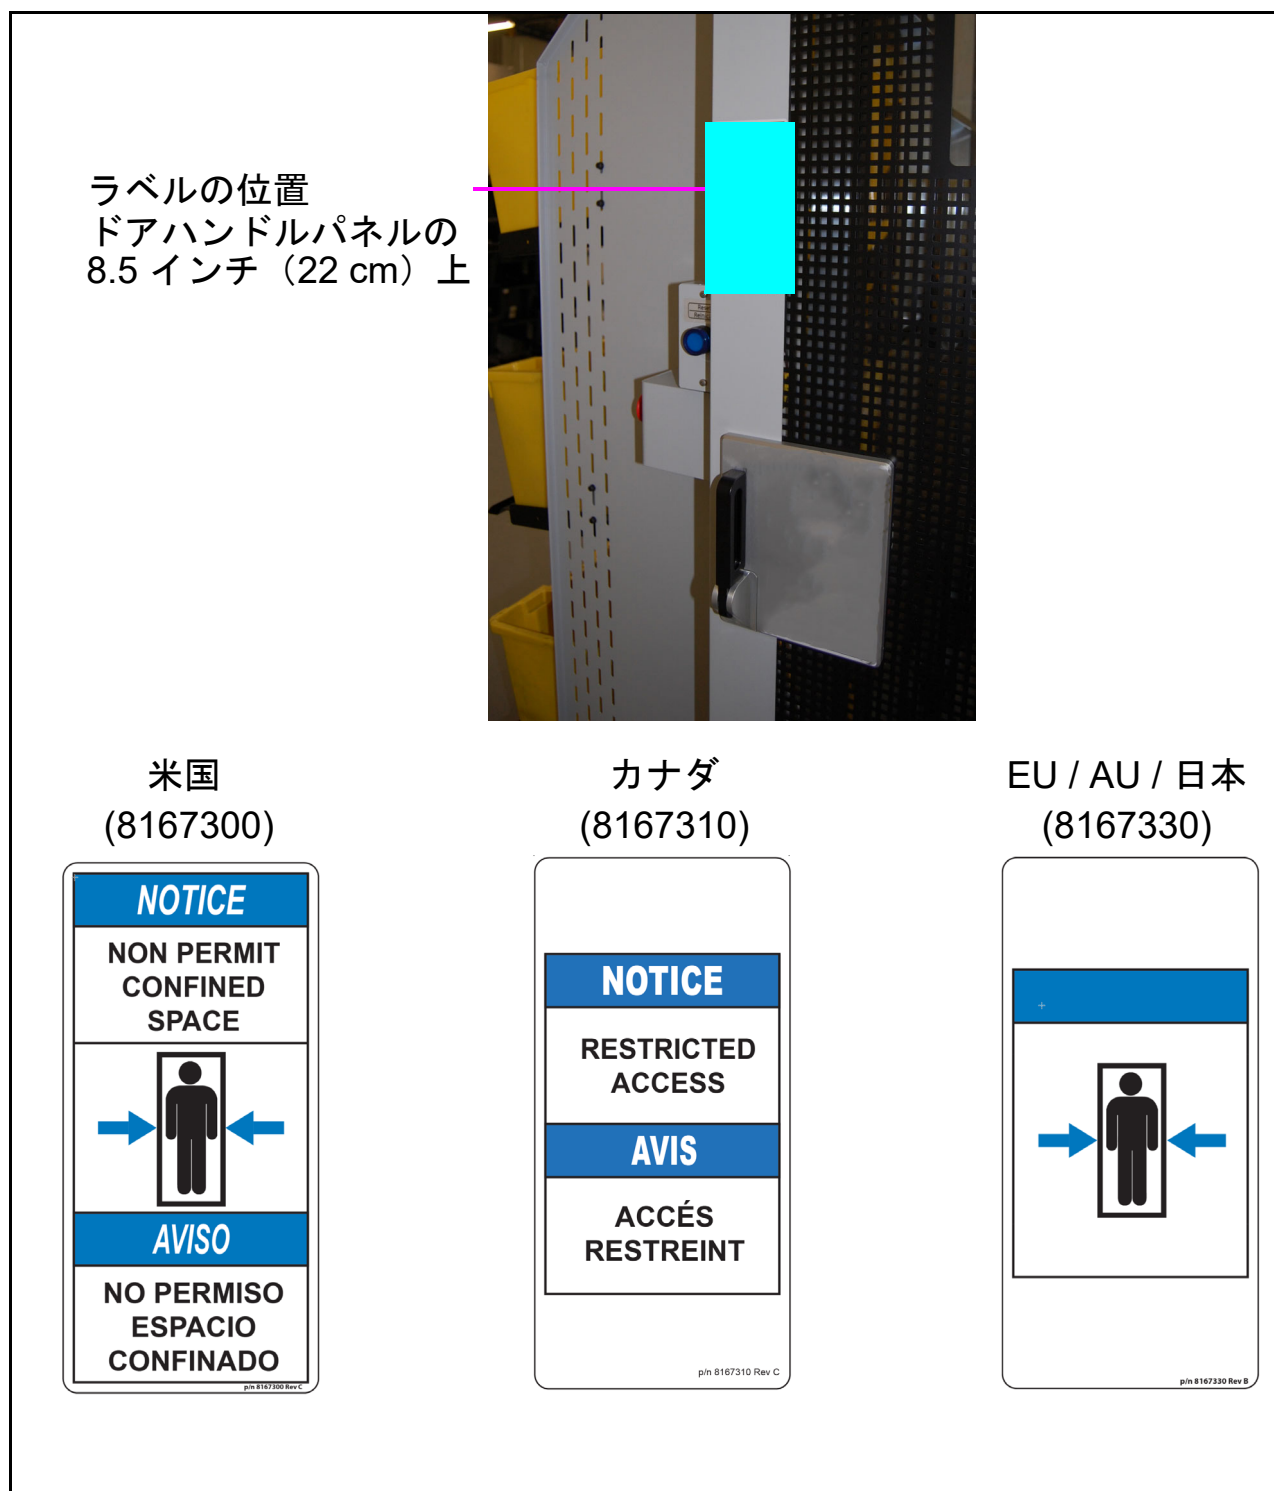 ラベルの位置
ドアハンドルパネルの
8.5 インチ（22 cm）上
米国
(8167300)
NOTICE
NON PERMIT
CONFINED
SPACE
AVISO
NO PERMISO
ESPACIO
CONFINADO
p/n 8167300 Rev C
カナダ
(8167310)
NOTICE
RESTRICTED
ACCESS
AVIS
ACCÉS
RESTREINT
p/n 8167310 Rev C
EU / AU / 日本
(8167330)
p/n 8167330 Rev B